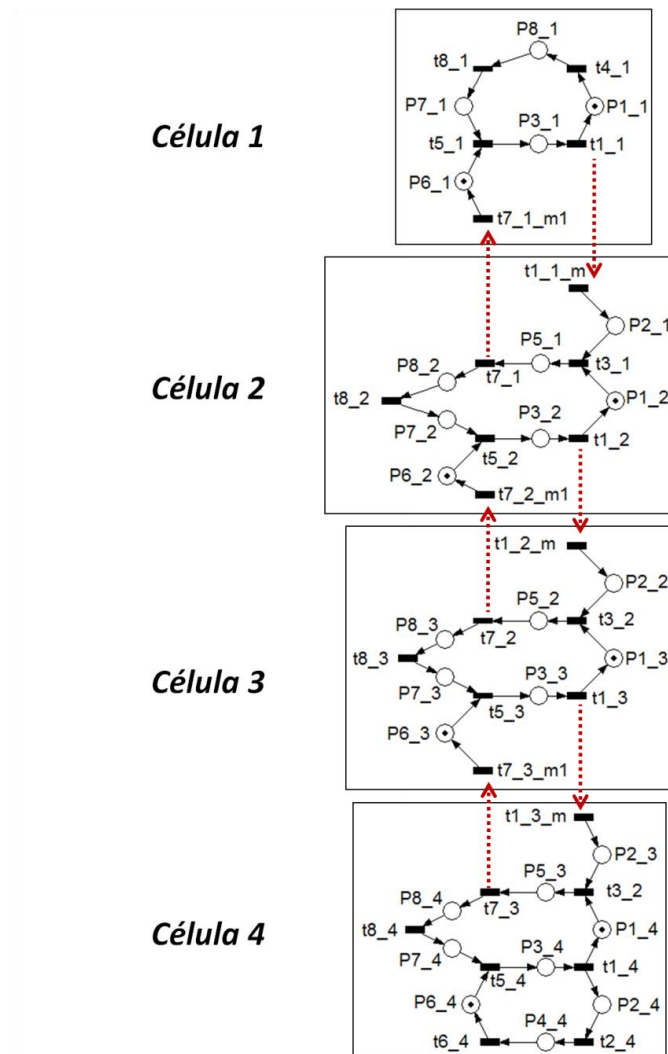 P8_1
t8_1
t4_1
P7_1
P3_1
P1_1
Célula 1
t5_1
t1_1
P6_1
t7_1_m1
t1_1_m
P2_1
P5_1
P8_2
t7_1
t3_1
Célula 2
t8_2
P7_2
P3_2
P1_2
t5_2
t1_2
P6_2
t7_2_m1
t1_2_m
P2_2
P5_2
P8_3
t7_2
t3_2
t8_3
P1_3
Célula 3
P7_3
P3_3
t5_3
t1_3
P6_3
t7_3_m1
t1_3_m
P2_3
P5_3
P8_4
t7_3
t3_2
Célula 4
t8_4
P7_4
P3_4
P1_4
t5_4
t1_4
P6_4
P2_4
P4_4
t6_4
t2_4